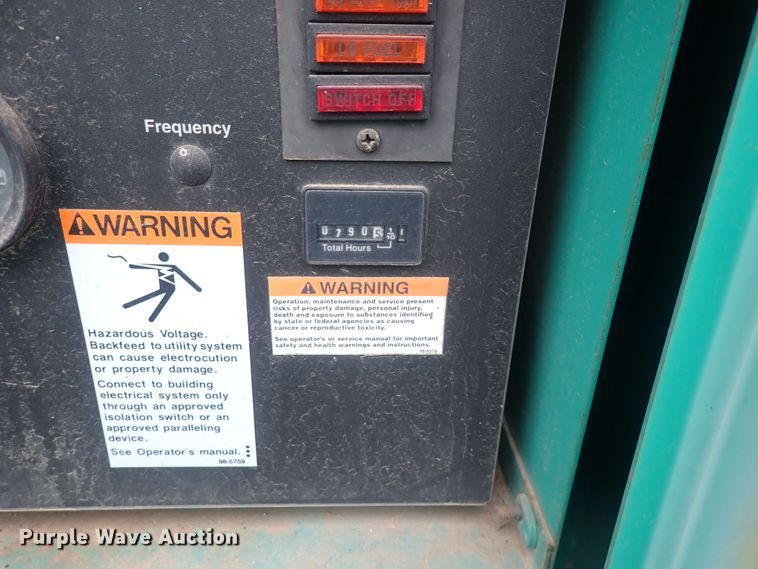 LO FUEL
SWITCH OFF
Frequency
0790
1/10
Total Hours
WARNING
Hazardous Voltage.
Backfeed to utility system
can cause electrocution
or property damage.
Connect to building
electrical system only
through an approved
isolation switch or an
approved paralleling
device.
See Operator's manual.
98-5759
WARNING
Operation, maintenance and service present
risks of property damage, personal injury,
death and exposure to substances identified
by state or federal agencies as causing
cancer or reproductive toxicity.
See operator's or service manual for important
safety and health warnings and instructions.
Purple Wave Auction